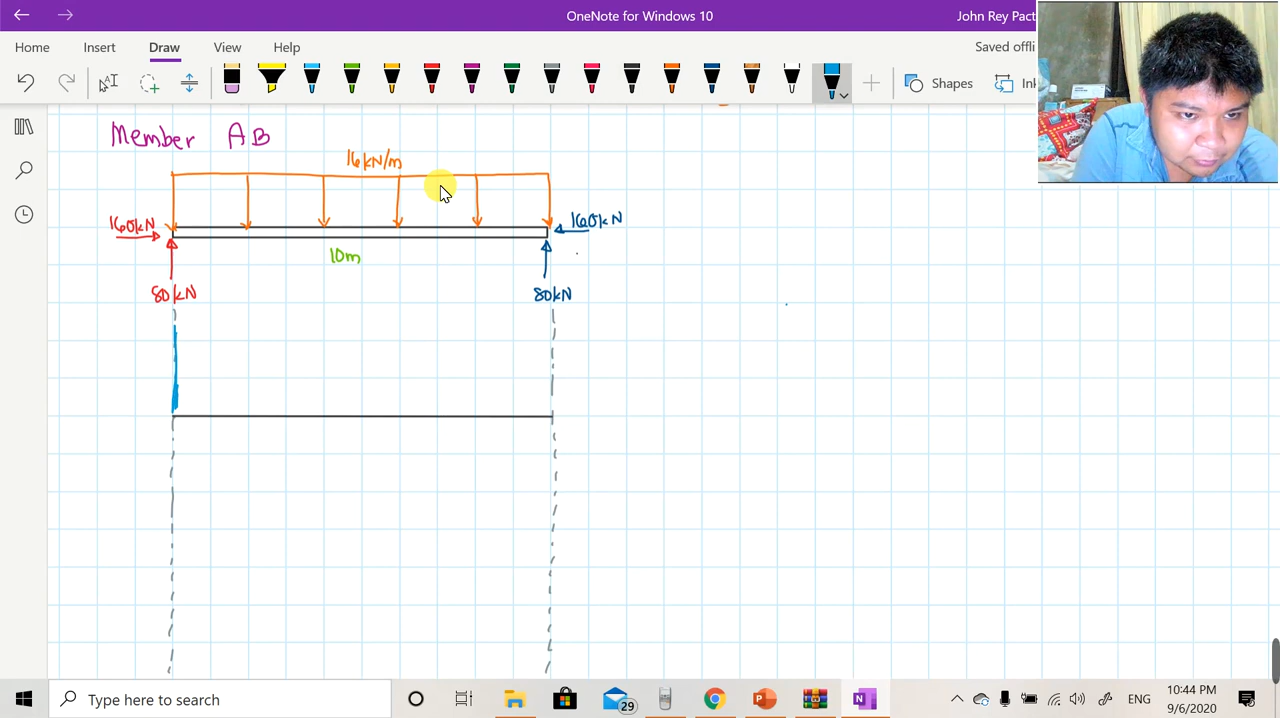 OneNote for Windows 10
John Rey Pact
Home
Insert
Draw
View
Help
Saved offli
Shapes
Ink
Member AB
16kN/m
160kN
160kN
10m
80kN
80kN
Type here to search
29
ENG
10:44 PM
9/6/2020